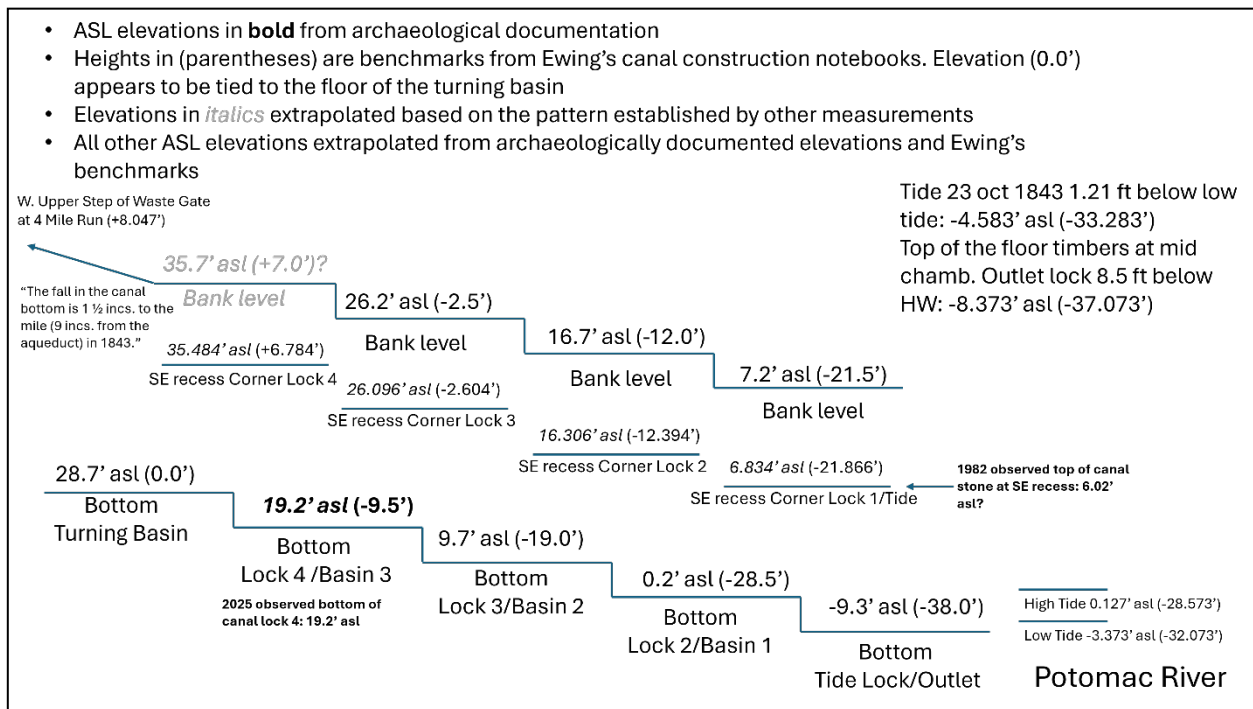 • ASL elevations in bold from archaeological documentation
• Heights in (parentheses) are benchmarks from Ewing's canal construction notebooks. Elevation (0.0')
appears to be tied to the floor of the turning basin
• Elevations in italics extrapolated based on the pattern established by other measurements
• All other ASL elevations extrapolated from archaeologically documented elevations and Ewing's
benchmarks
W. Upper Step of Waste Gate
at 4 Mile Run (+8.047')
Tide 23 oct 1843 1.21 ft below low
tide: -4.583' asl (-33.283')
Top of the floor timbers at mid
chamb. Outlet lock 8.5 ft below
HW: -8.373' asl (-37.073')
35.7' asl (+7.0')?
Bank level
"The fall in the canal
bottom is 1 ½ incs. to the
mile (9 incs. from the
aqueduct) in 1843."
26.2' asl (-2.5')
Bank level
16.7' asl (-12.0')
Bank level
7.2' asl (-21.5')
Bank level
35.484' asl (+6.784')
SE recess Corner Lock 4
26.096' asl (-2.604')
SE recess Corner Lock 3
16.306' asl (-12.394')
SE recess Corner Lock 2
6.834' asl (-21.866')
SE recess Corner Lock 1/Tide
1982 observed top of canal
stone at SE recess: 6.02'
asl?
28.7' asl (0.0')
Bottom
Turning Basin
19.2' asl (-9.5')
Bottom
Lock 4 /Basin 3
2025 observed bottom of
canal lock 4: 19.2' asl
9.7' asl (-19.0')
Bottom
Lock 3/Basin 2
0.2' asl (-28.5')
Bottom
Lock 2/Basin 1
-9.3' asl (-38.0')
Bottom
Tide Lock/Outlet
High Tide 0.127' asl (-28.573')
Low Tide -3.373' asl (-32.073')
Potomac River